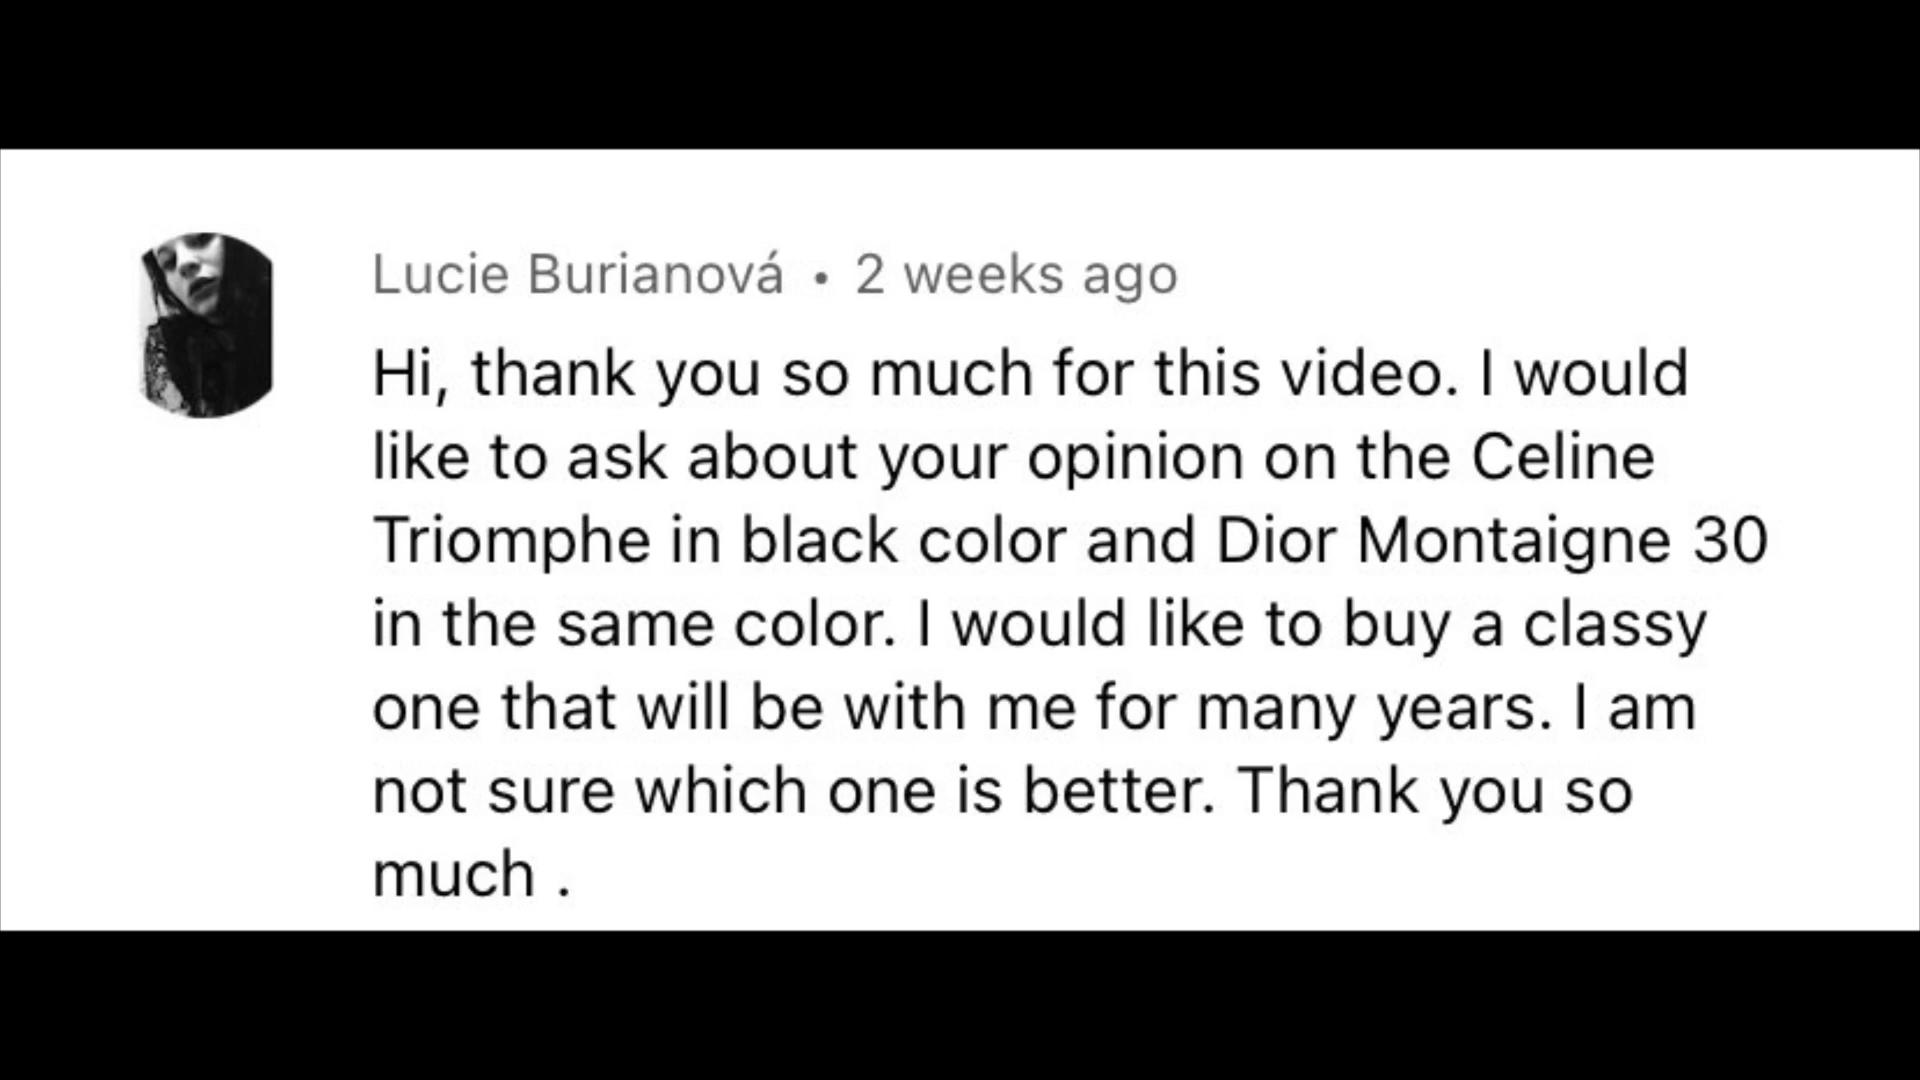 Lucie Burianová • 2 weeks ago
Hi, thank you so much for this video. I would
like to ask about your opinion on the Celine
Triomphe in black color and Dior Montaigne 30
in the same color. I would like to buy a classy
one that will be with me for many years. I am
not sure which one is better. Thank you so
much .